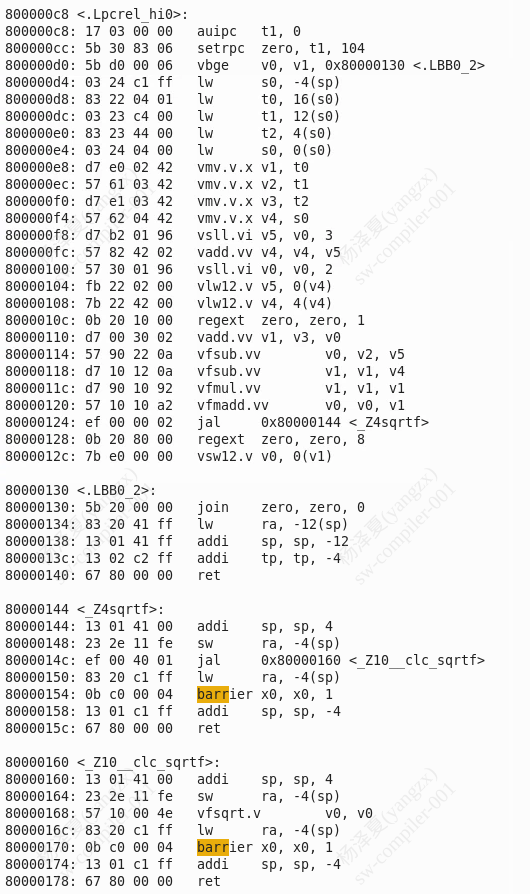 800000c8 <.Lpcrel_hi0>:
800000c8: 17 03 00 00   auipc   t1, 0
800000cc: 5b 30 83 06   setrpc  zero, t1, 104
800000d0: 5b d0 00 06   vbge    v0, v1, 0x80000130 <.LBB0_2>
800000d4: 03 24 c1 ff   lw      s0, -4(sp)
800000d8: 83 22 04 01   lw      t0, 16(s0)
800000dc: 03 23 c4 00   lw      t1, 12(s0)
800000e0: 83 23 44 00   lw      t2, 4(s0)
800000e4: 03 24 04 00   lw      s0, 0(s0)
800000e8: d7 e0 02 42   vmv.v.x v1, t0
800000ec: 57 61 03 42   vmv.v.x v2, t1
800000f0: d7 e1 03 42   vmv.v.x v3, t2
800000f4: 57 62 04 42   vmv.v.x v4, s0
800000f8: d7 b2 01 96   vsll.vi v5, v0, 3
800000fc: 57 82 42 02   vadd.vv v4, v4, v5
80000100: 57 30 01 96   vsll.vi v0, v0, 2
80000104: fb 22 02 00   vlw12.v v5, 0(v4)
80000108: 7b 22 42 00   vlw12.v v4, 4(v4)
8000010c: 0b 20 10 00   regext  zero, zero, 1
80000110: d7 00 30 02   vadd.vv v1, v3, v0
80000114: 57 90 22 0a   vfsub.vv        v0, v2, v5
80000118: d7 10 12 0a   vfsub.vv        v1, v1, v4
8000011c: d7 90 10 92   vfmul.vv        v1, v1, v1
80000120: 57 10 10 a2   vfmadd.vv       v0, v0, v1
80000124: ef 00 00 02   jal     0x80000144 <_Z4sqrtf>
80000128: 0b 20 80 00   regext  zero, zero, 8
8000012c: 7b e0 00 00   vsw12.v v0, 0(v1)
80000130 <.LBB0_2>:
80000130: 5b 20 00 00   join    zero, zero, 0
80000134: 83 20 41 ff   lw      ra, -12(sp)
80000138: 13 01 41 ff   addi    sp, sp, -12
8000013c: 13 02 c2 ff   addi    tp, tp, -4
80000140: 67 80 00 00   ret
80000144 <_Z4sqrtf>:
80000144: 13 01 41 00   addi    sp, sp, 4
80000148: 23 2e 11 fe   sw      ra, -4(sp)
8000014c: ef 00 40 01   jal     0x80000160 <_Z10__clc_sqrtf>
80000150: 83 20 c1 ff   lw      ra, -4(sp)
80000154: 0b c0 00 04   barrier x0, x0, 1
80000158: 13 01 c1 ff   addi    sp, sp, -4
8000015c: 67 80 00 00   ret
80000160 <_Z10__clc_sqrtf>:
80000160: 13 01 41 00   addi    sp, sp, 4
80000164: 23 2e 11 fe   sw      ra, -4(sp)
80000168: 57 10 00 4e   vfsqrt.v        v0, v0
8000016c: 83 20 c1 ff   lw      ra, -4(sp)
80000170: 0b c0 00 04   barrier x0, x0, 1
80000174: 13 01 c1 ff   addi    sp, sp, -4
80000178: 67 80 00 00   ret
杨泽夏(yangzx)
sw-compiler-001
杨泽夏(yangzx)
sw-compiler-001
杨泽夏(yangzx)
sw-compiler-001